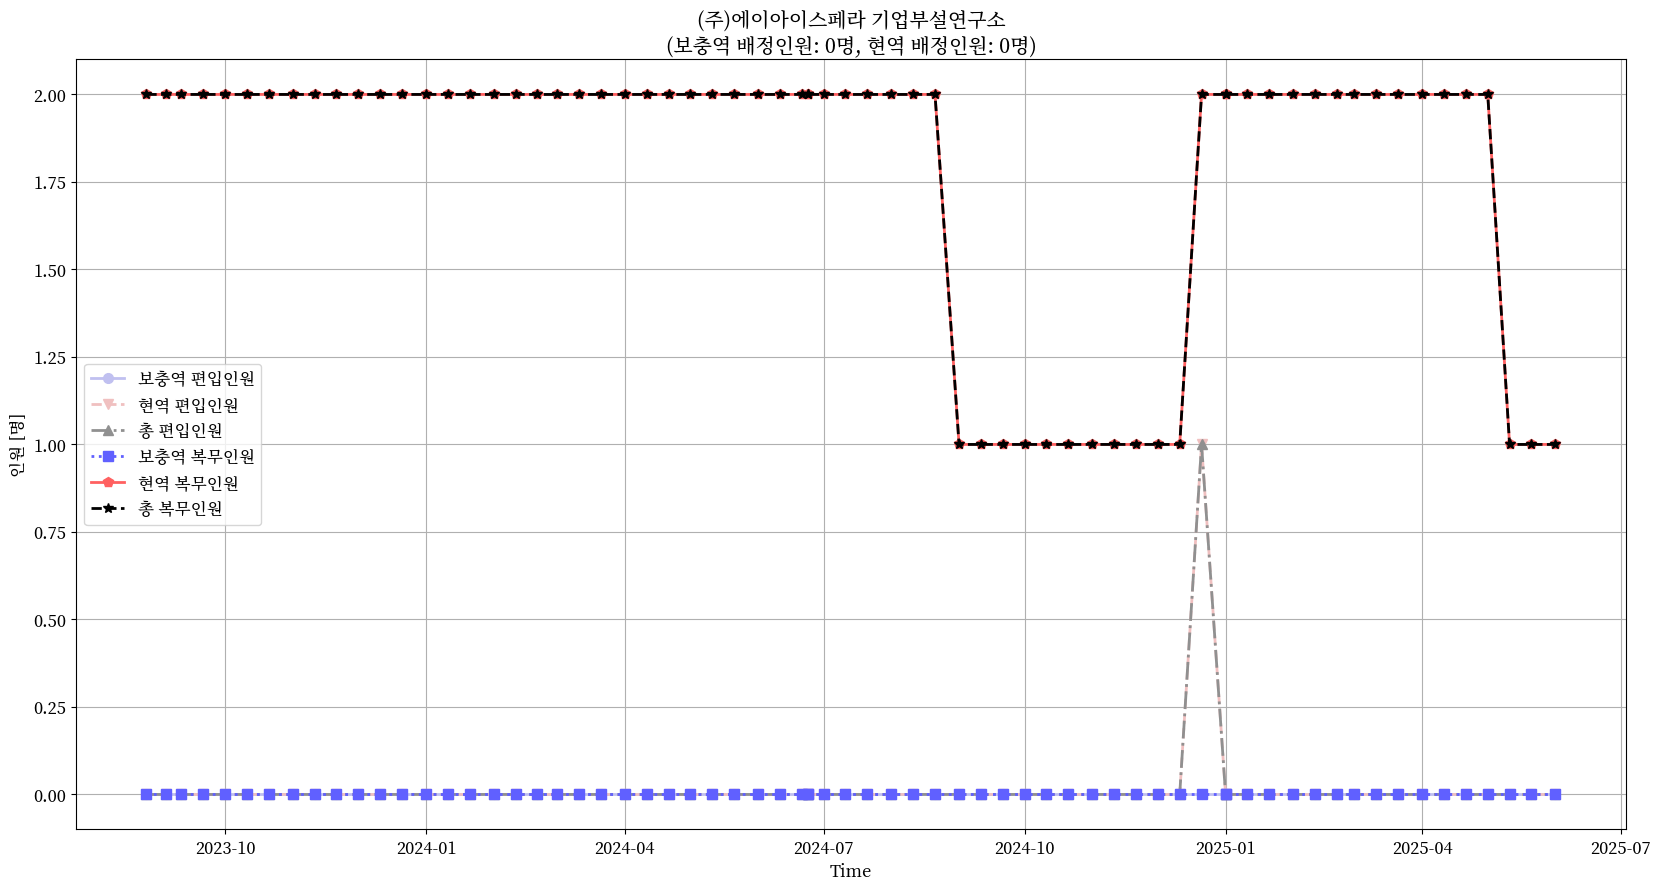 (주)에이아이스페라 기업부설연구소
(보충역 배정인원: 0명, 현역 배정인원: 0명)
2.00
1.75
1.50
1.25
1.00
0.75
0.50
0.25
0.00
인원 [명]
보충역 편입인원
현역 편입인원
총 편입인원
보충역 복무인원
현역 복무인원
총 복무인원
2023-10
2024-01
2024-04
2024-07
2024-10
2025-01
2025-04
2025-07
Time